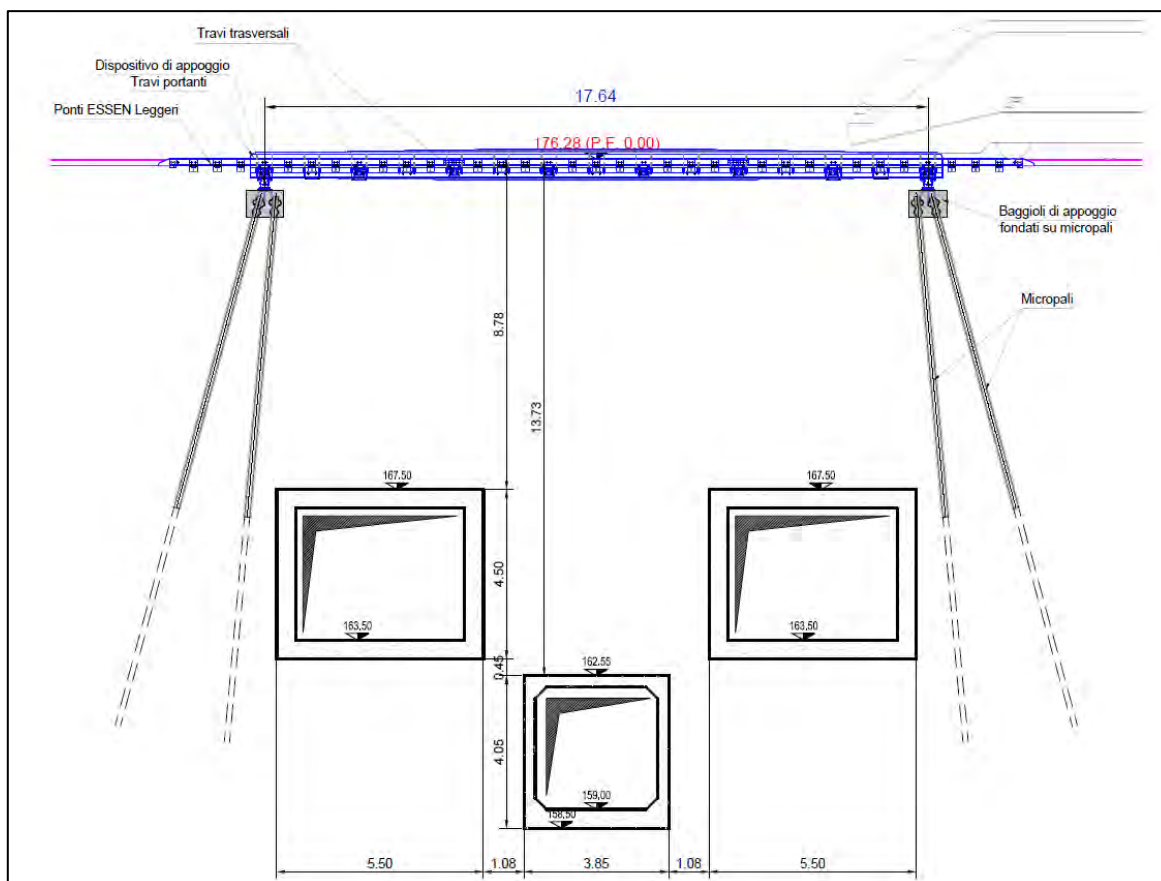 Travi trasversali
Dispositivo di appoggio
Travi portanti
Ponti ESSEN Leggeri
17.64
176.28 (P.F. 0.00)
Baggioli di appoggio
fondati su micropali
Micropali
8.78
13.73
167.50
167.50
4.50
163,50
163,50
0.45
162.55
4.05
159,00
158,50
5.50
1.08
3.85
1.08
5.50